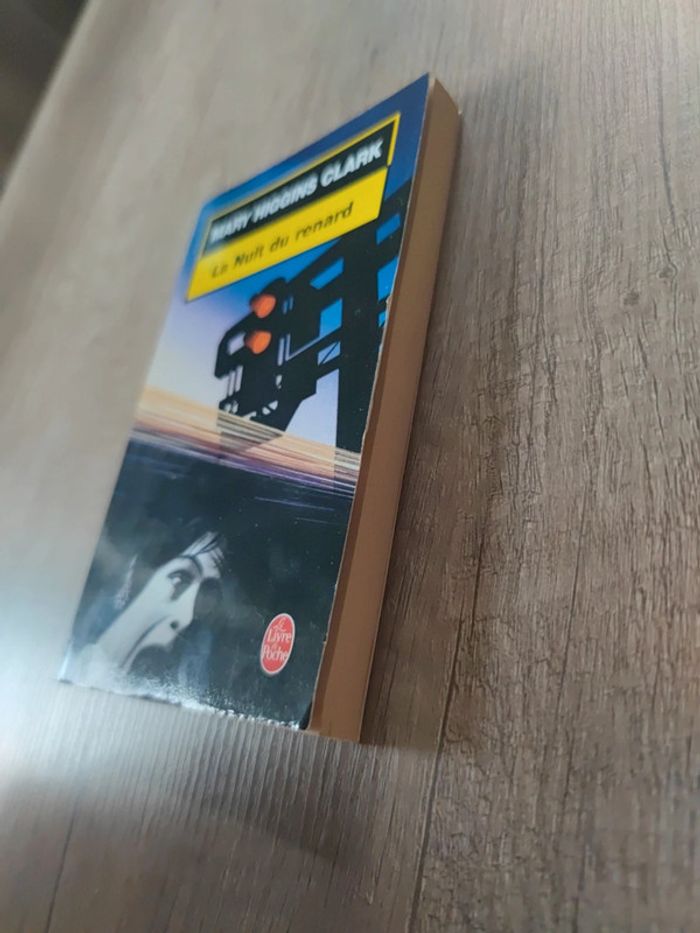 MARY HIGGINS CLARK
La Nuit du renard
Le
Livre
de
Poche